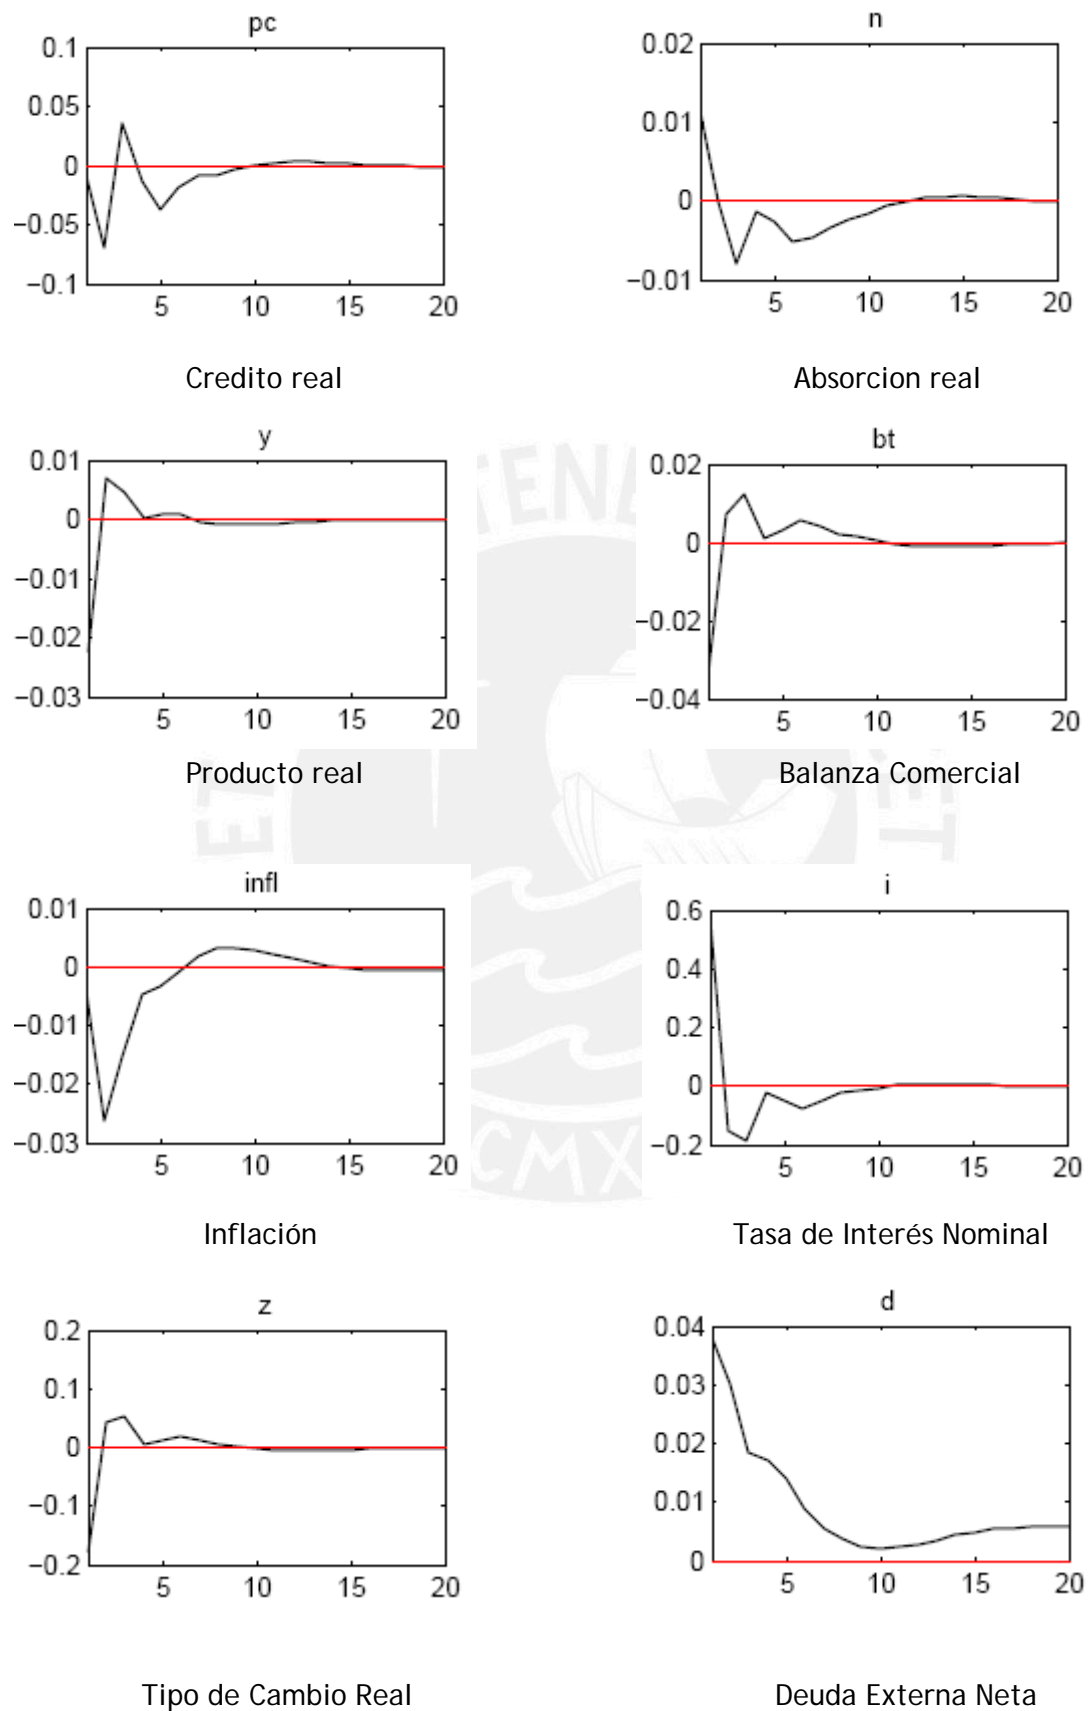 pc
0.1
0.05
0
−0.05
−0.1
5 10 15 20
Credito real
n
0.02
0.01
0
−0.01
5 10 15 20
Absorcion real
y
0.01
0
−0.01
−0.02
−0.03
5 10 15 20
Producto real
bt
0.02
0
−0.02
−0.04
5 10 15 20
Balanza Comercial
infl
0.01
0
−0.01
−0.02
−0.03
5 10 15 20
Inflación
i
0.6
0.4
0.2
0
−0.2
5 10 15 20
Tasa de Interés Nominal
z
0.2
0.1
0
−0.1
−0.2
5 10 15 20
Tipo de Cambio Real
d
0.04
0.03
0.02
0.01
0
5 10 15 20
Deuda Externa Neta